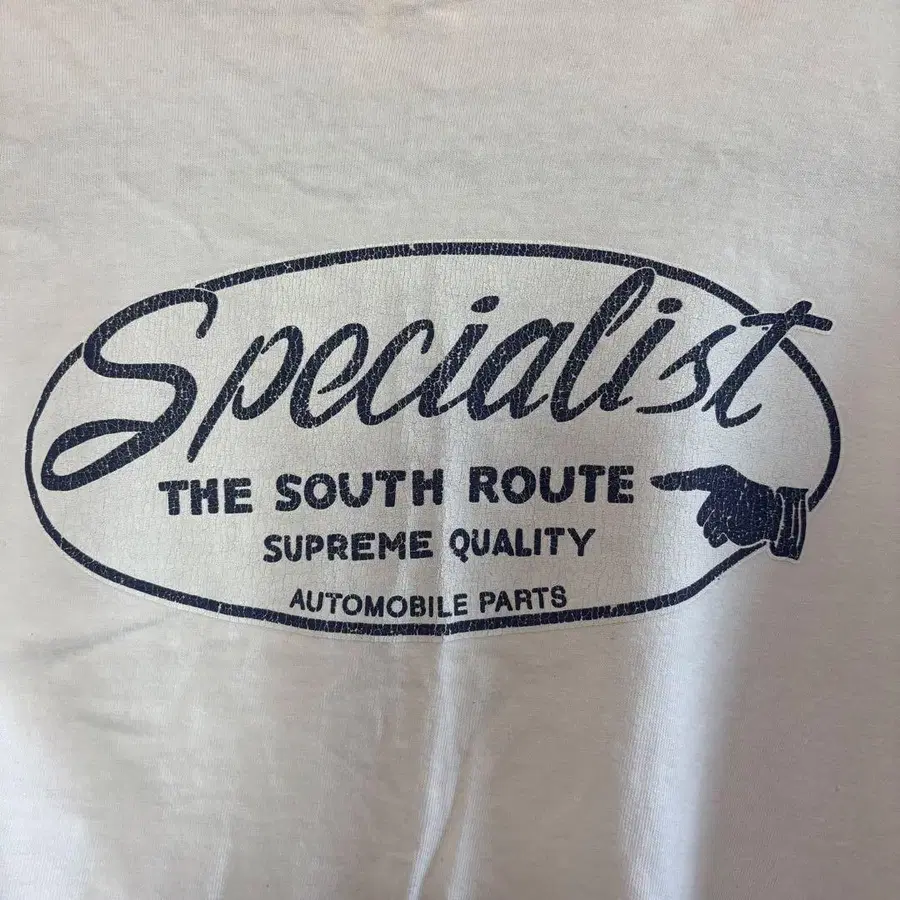 Specialist
THE SOUTH ROUTE
SUPREME QUALITY
AUTOMOBILE PARTS